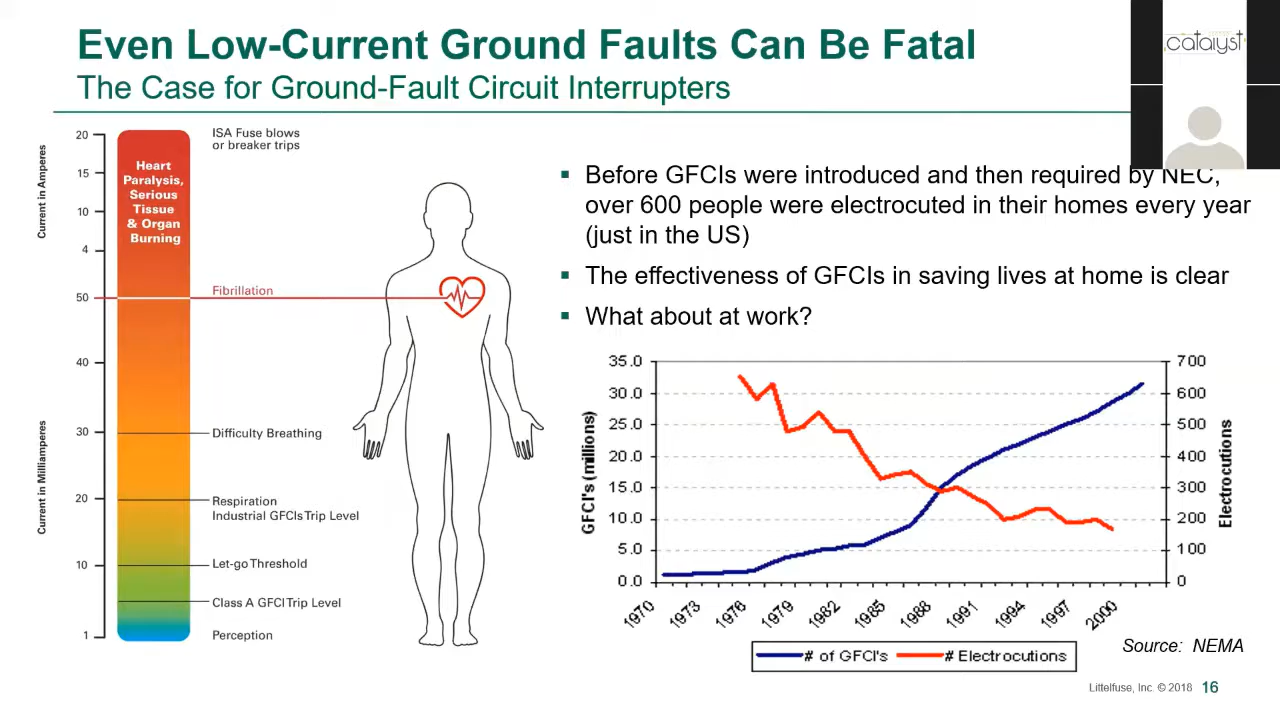 Even Low-Current Ground Faults Can Be Fatal
The Case for Ground-Fault Circuit Interrupters
catalyst
Current in Amperes
Current in Milliamperes
20
15
10
4
50
40
30
20
10
1
Heart
Paralysis,
Serious
Tissue
& Organ
Burning
ISA Fuse blows
or breaker trips
Fibrillation
Difficulty Breathing
Respiration
Industrial GFCIs Trip Level
Let-go Threshold
Class A GFCI Trip Level
Perception
▪ Before GFCIs were introduced and then required by NEC,
over 600 people were electrocuted in their homes every year
(just in the US)
▪ The effectiveness of GFCIs in saving lives at home is clear
▪ What about at work?
GFCI's (millions)
35.0
30.0
25.0
20.0
15.0
10.0
5.0
0.0
700
600
500
400
300
200
100
0
Electrocutions
1970
1973
1976
1979
1982
1985
1988
1991
1994
1997
2000
# of GFCI's
# Electrocutions
Source: NEMA
Littelfuse, Inc. © 2018 16